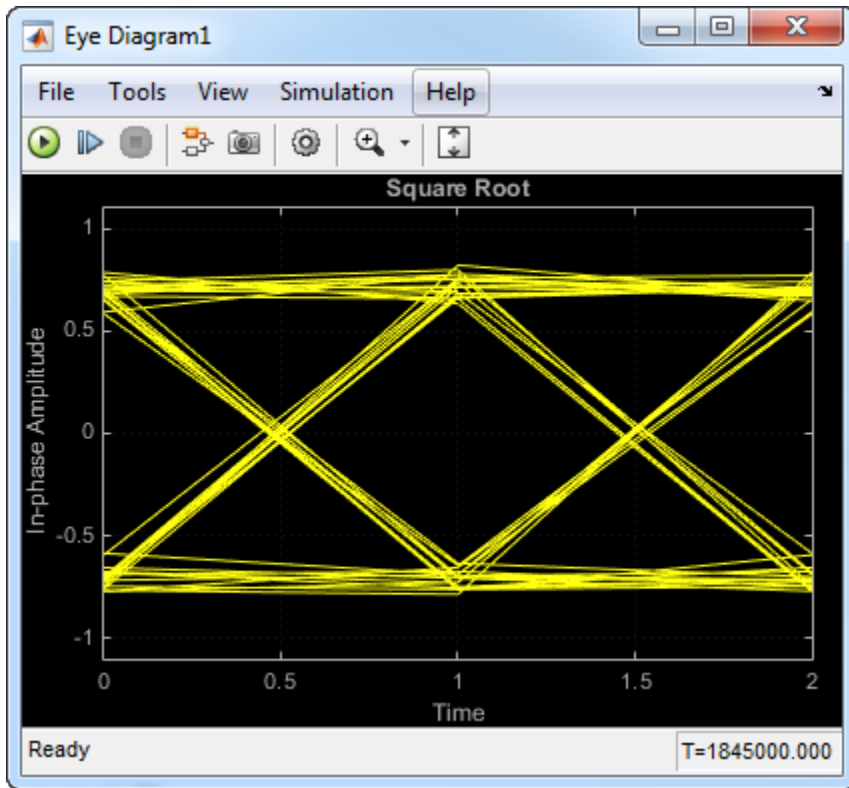 Eye Diagram1
File Tools View Simulation Help
Square Root
1
0.5
0
-0.5
-1
In-phase Amplitude
0 0.5 1 1.5 2
Time
Ready T=1845000.000